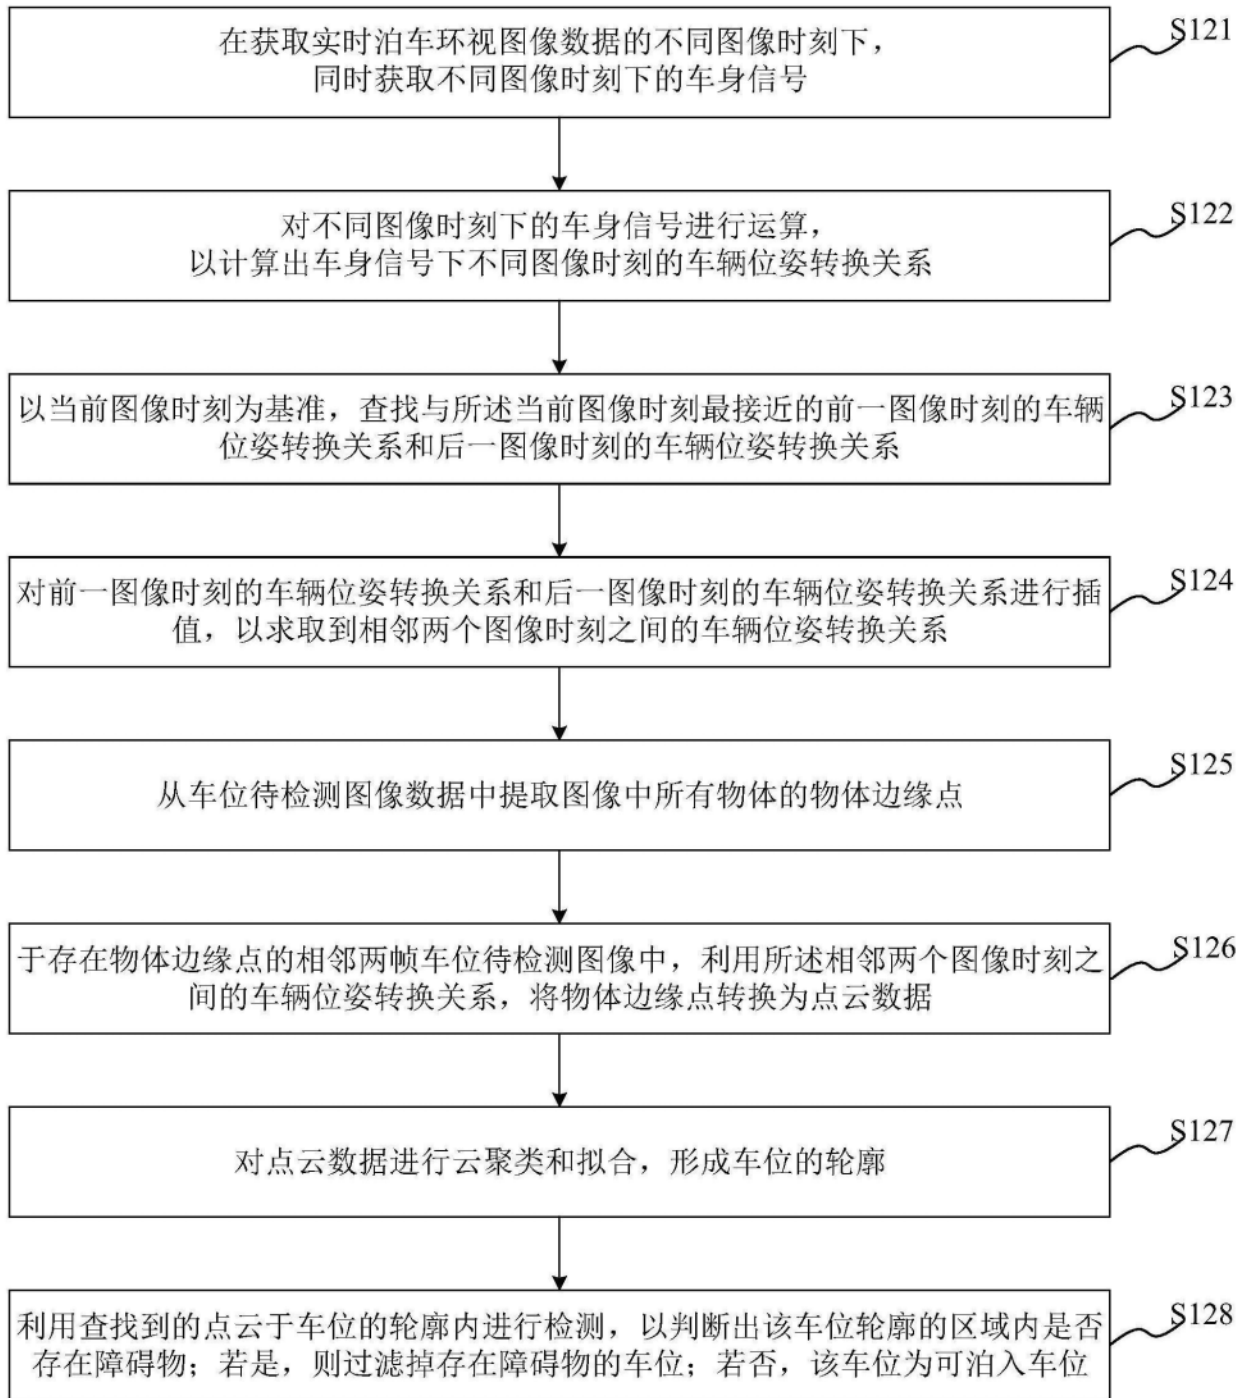 在获取实时泊车环视图像数据的不同图像时刻下，
同时获取不同图像时刻下的车身信号
S121
对不同图像时刻下的车身信号进行运算，
以计算出车身信号下不同图像时刻的车辆位姿转换关系
S122
以当前图像时刻为基准，查找与所述当前图像时刻最接近的前一图像时刻的车辆
位姿转换关系和后一图像时刻的车辆位姿转换关系
S123
对前一图像时刻的车辆位姿转换关系和后一图像时刻的车辆位姿转换关系进行插
值，以求取到相邻两个图像时刻之间的车辆位姿转换关系
S124
从车位待检测图像数据中提取图像中所有物体的物体边缘点
S125
于存在物体边缘点的相邻两帧车位待检测图像中，利用所述相邻两个图像时刻之
间的车辆位姿转换关系，将物体边缘点转换为点云数据
S126
对点云数据进行云聚类和拟合，形成车位的轮廓
S127
利用查找到的点云于车位的轮廓内进行检测，以判断出该车位轮廓的区域内是否
存在障碍物；若是，则过滤掉存在障碍物的车位；若否，该车位为可泊入车位
S128